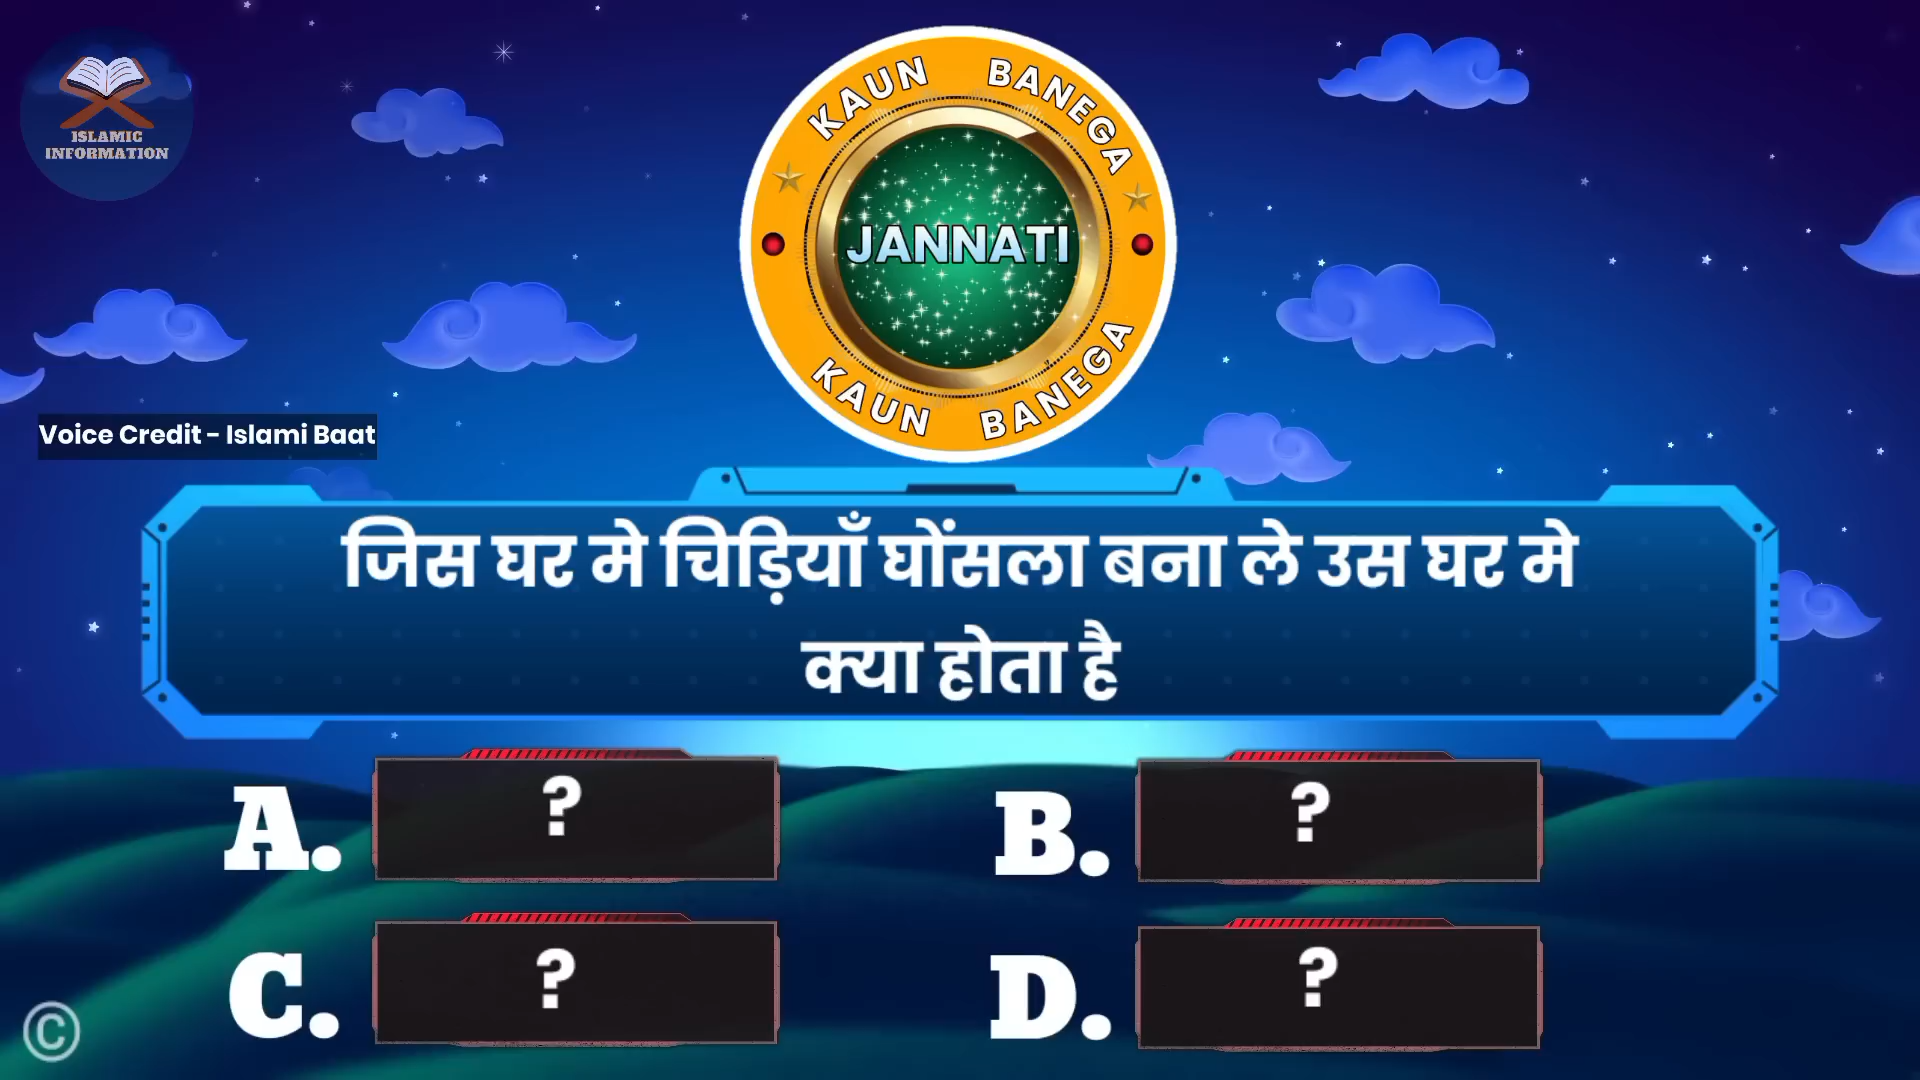 ISLAMIC
INFORMATION
KAUN BANEGA
JANNATI
KAUN BANEGA
Voice Credit - Islami Baat
जिस घर मे चिड़ियाँ घोंसला बना ले उस घर मे
क्या होता है
A. ?
B. ?
C. ?
D. ?
©